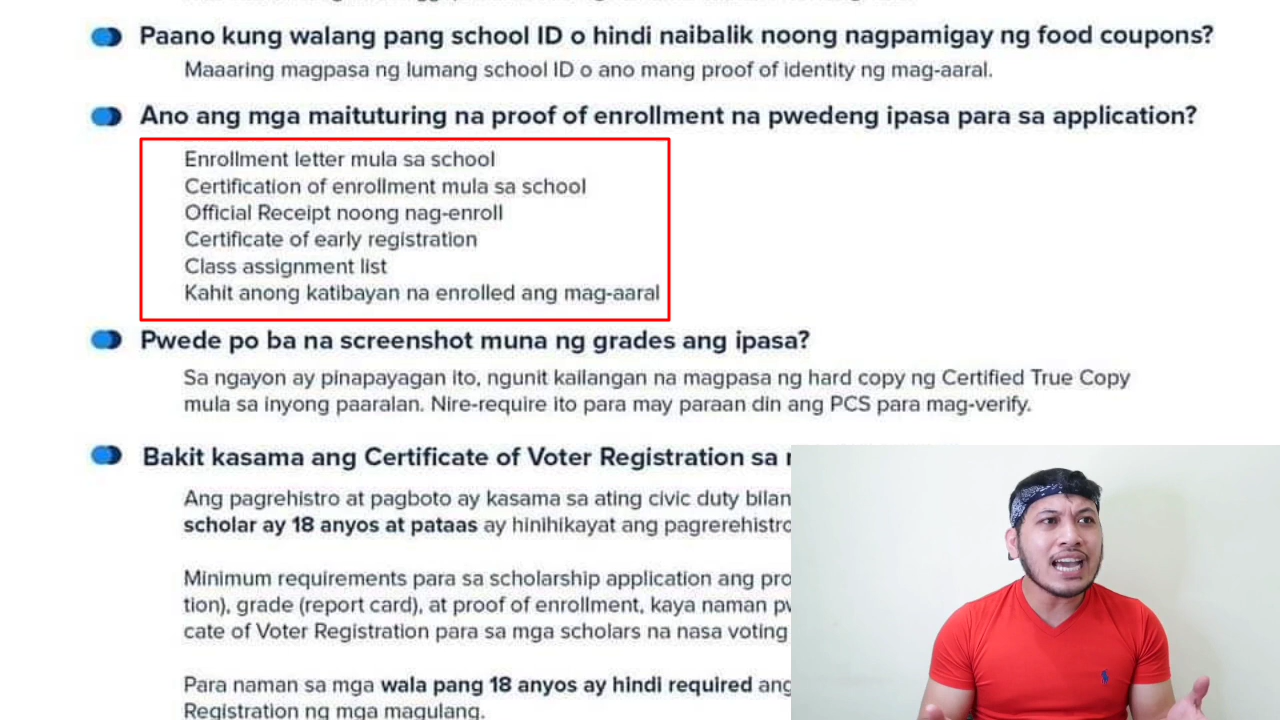 Paano kung walang pang school ID o hindi naibalik noong nagpamigay ng food coupons?
Maaaring magpasa ng lumang school ID o ano mang proof of identity ng mag-aaral.
Ano ang mga maituturing na proof of enrollment na pwedeng ipasa para sa application?
Enrollment letter mula sa school
Certification of enrollment mula sa school
Official Receipt noong nag-enroll
Certificate of early registration
Class assignment list
Kahit anong katibayan na enrolled ang mag-aaral
Pwede po ba na screenshot muna ng grades ang ipasa?
Sa ngayon ay pinapayagan ito, ngunit kailangan na magpasa ng hard copy ng Certified True Copy
mula sa inyong paaralan. Nire-require ito para may paraan din ang PCS para mag-verify.
Bakit kasama ang Certificate of Voter Registration sa
Ang pagrehistro at pagboto ay kasama sa ating civic duty bilan
scholar ay 18 anyos at pataas ay hinihikayat ang pagrerehistro
Minimum requirements para sa scholarship application ang pro
tion), grade (report card), at proof of enrollment, kaya naman
cate of Voter Registration para sa mga scholars na nasa voting
Para naman sa mga wala pang 18 anyos ay hindi required ang
Registration ng mga magulang.